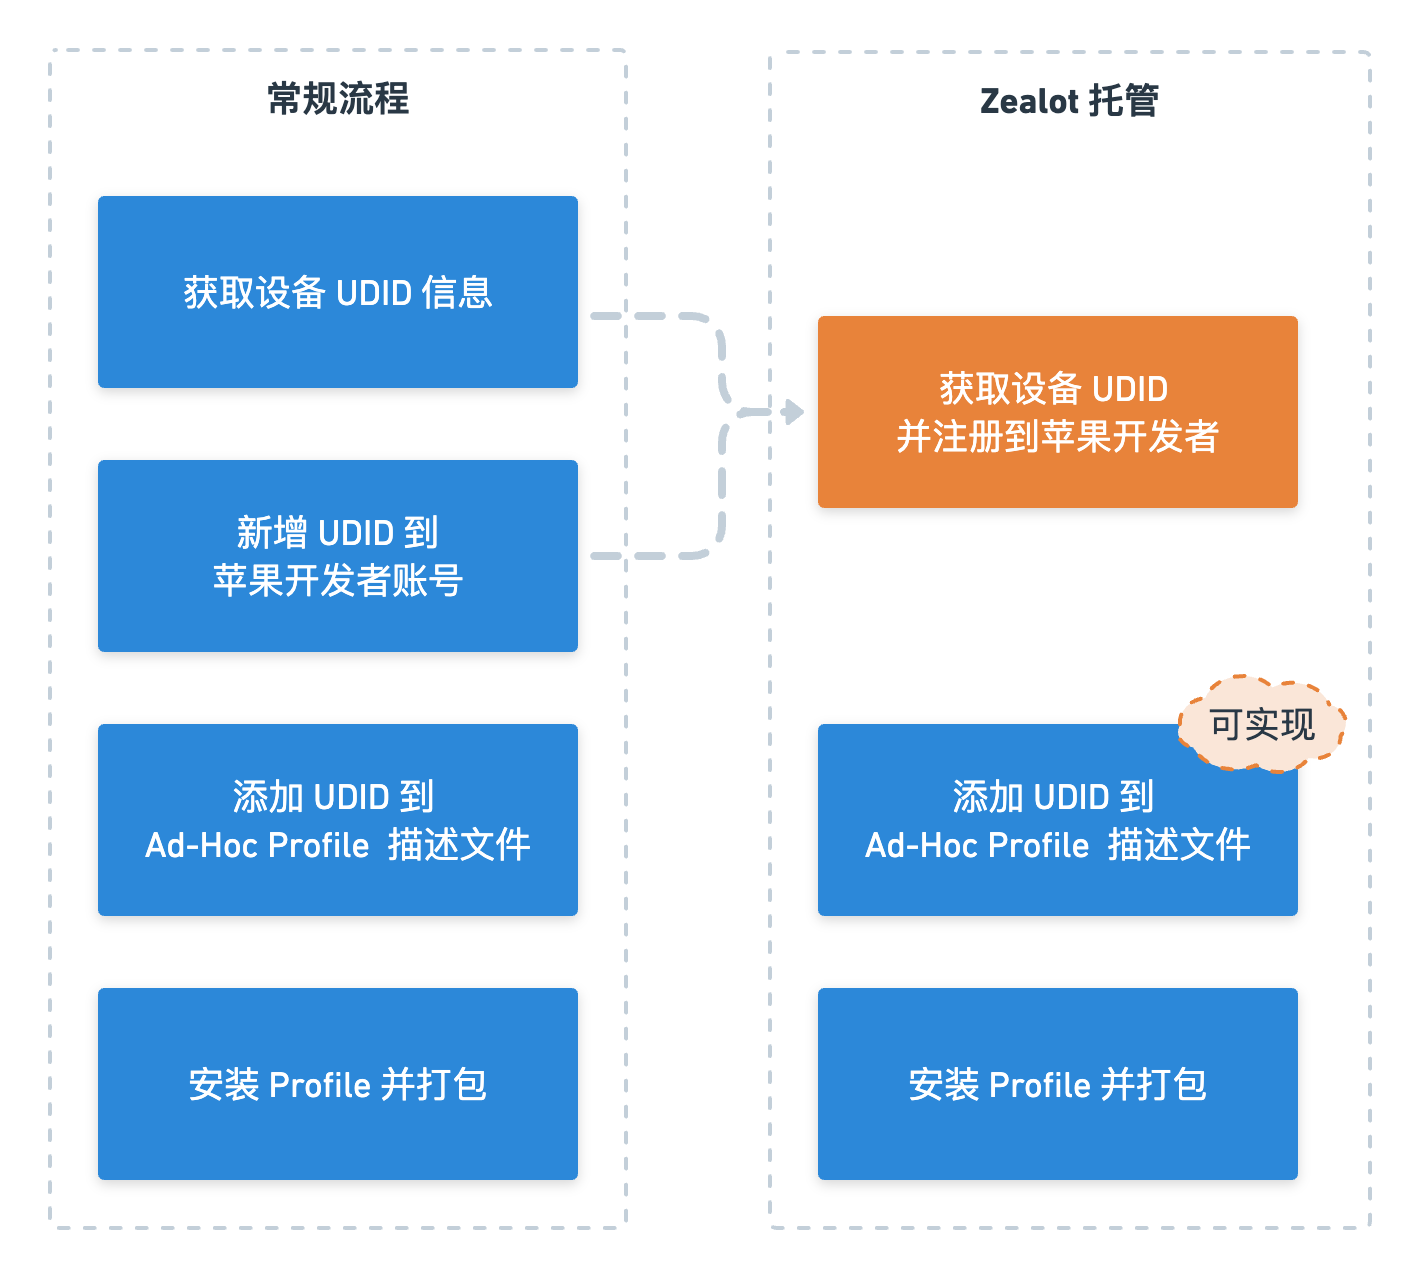 常规流程
获取设备 UDID 信息
新增 UDID 到
苹果开发者账号
添加 UDID 到
Ad-Hoc Profile 描述文件
安装 Profile 并打包
Zealot 托管
获取设备 UDID
并注册到苹果开发者
可实现
添加 UDID 到
Ad-Hoc Profile 描述文件
安装 Profile 并打包